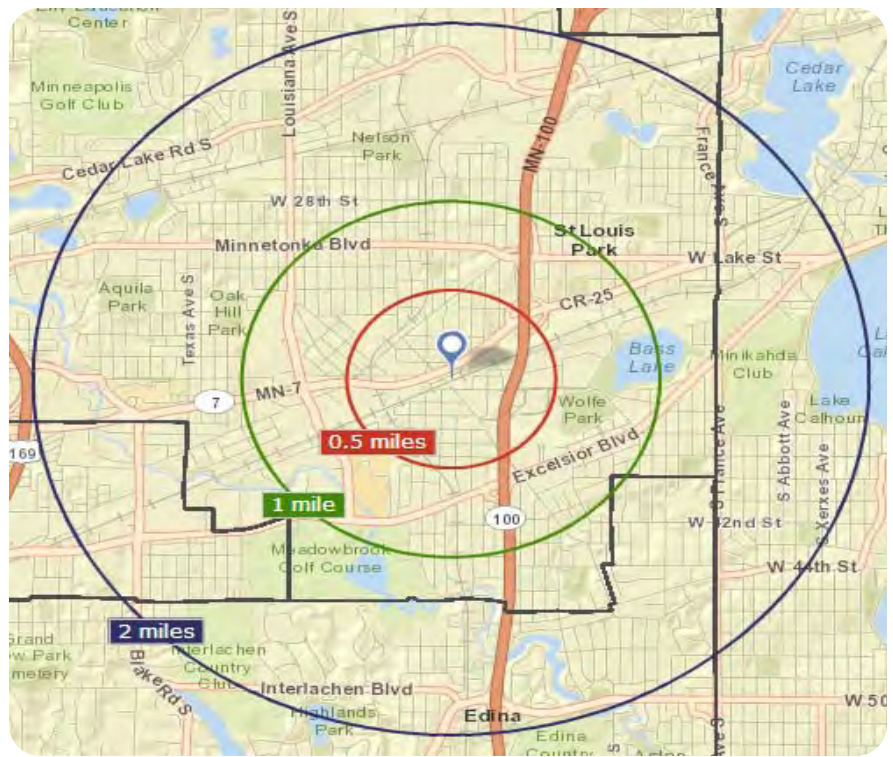 Env Education
Center
Louisiana Ave S
Minneapolis
Golf Club
Cedar
Lake
MN-100
Nelson
Park
France Ave S
Cedar Lake Rd S
W 28th St
St Louis
Park
Minnetonka Blvd
W Lake St
Aquila
Park
Texas Ave S
Oak
Hill
Park
CR-25
Bass
Lake
Minikahda
Club
7
MN-7
Wolfe
Park
Lake
Calhoun
0.5 miles
169
Excelsior Blvd
S France Ave
S Abbott Ave
S Xerxes Ave
1 mile
100
W 42nd St
Meadowbrook
Golf Course
W 44th St
2 miles
Grand
ew Park
metery
Blake Rd S
Interlachen
Country
Club
Interlachen Blvd
Highlands
Park
Edina
W 50
Edina
Country
Ave S
S